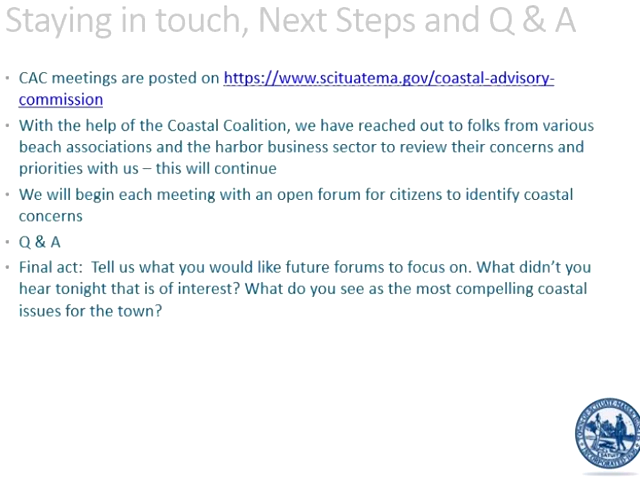 Staying in touch, Next Steps and Q & A
• CAC meetings are posted on https://www.scituatema.gov/coastal-advisory-
commission
• With the help of the Coastal Coalition, we have reached out to folks from various
beach associations and the harbor business sector to review their concerns and
priorities with us – this will continue
• We will begin each meeting with an open forum for citizens to identify coastal
concerns
• Q & A
• Final act:  Tell us what you would like future forums to focus on. What didn’t you
hear tonight that is of interest? What do you see as the most compelling coastal
issues for the town?